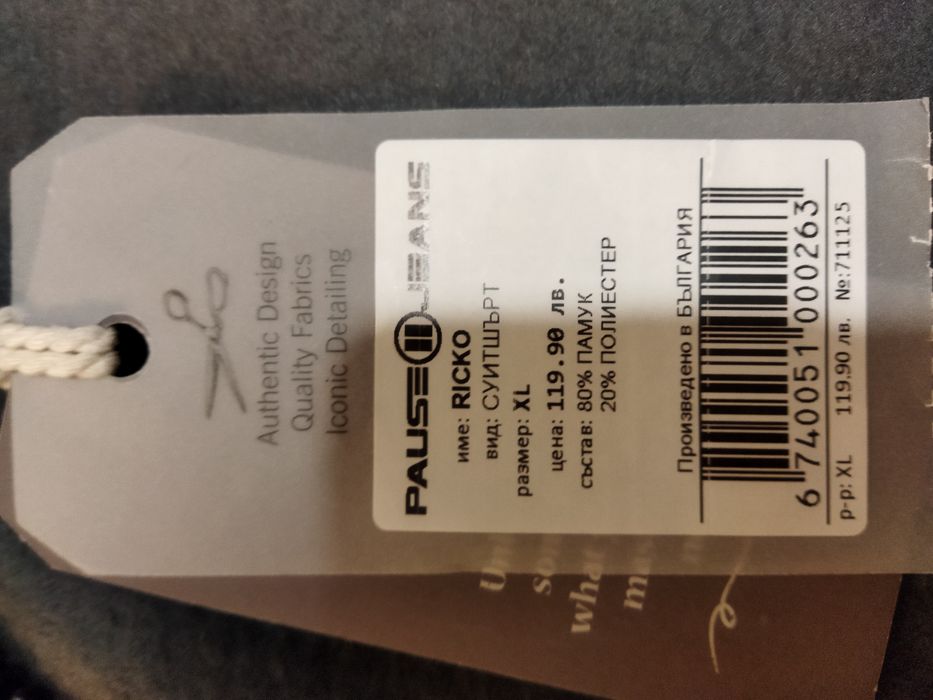 Authentic Design
Quality Fabrics
Iconic Detailing
PAUSE JEANS
име: RICKO
вид: СУИТШЪРТ
размер: XL
цена: 119.90 лв.
състав: 80% ПАМУК
20% ПОЛИЕСТЕР
Произведено в БЪЛГАРИЯ
6 740051 000263
р-р: XL 119.90 лв. №:711125
what